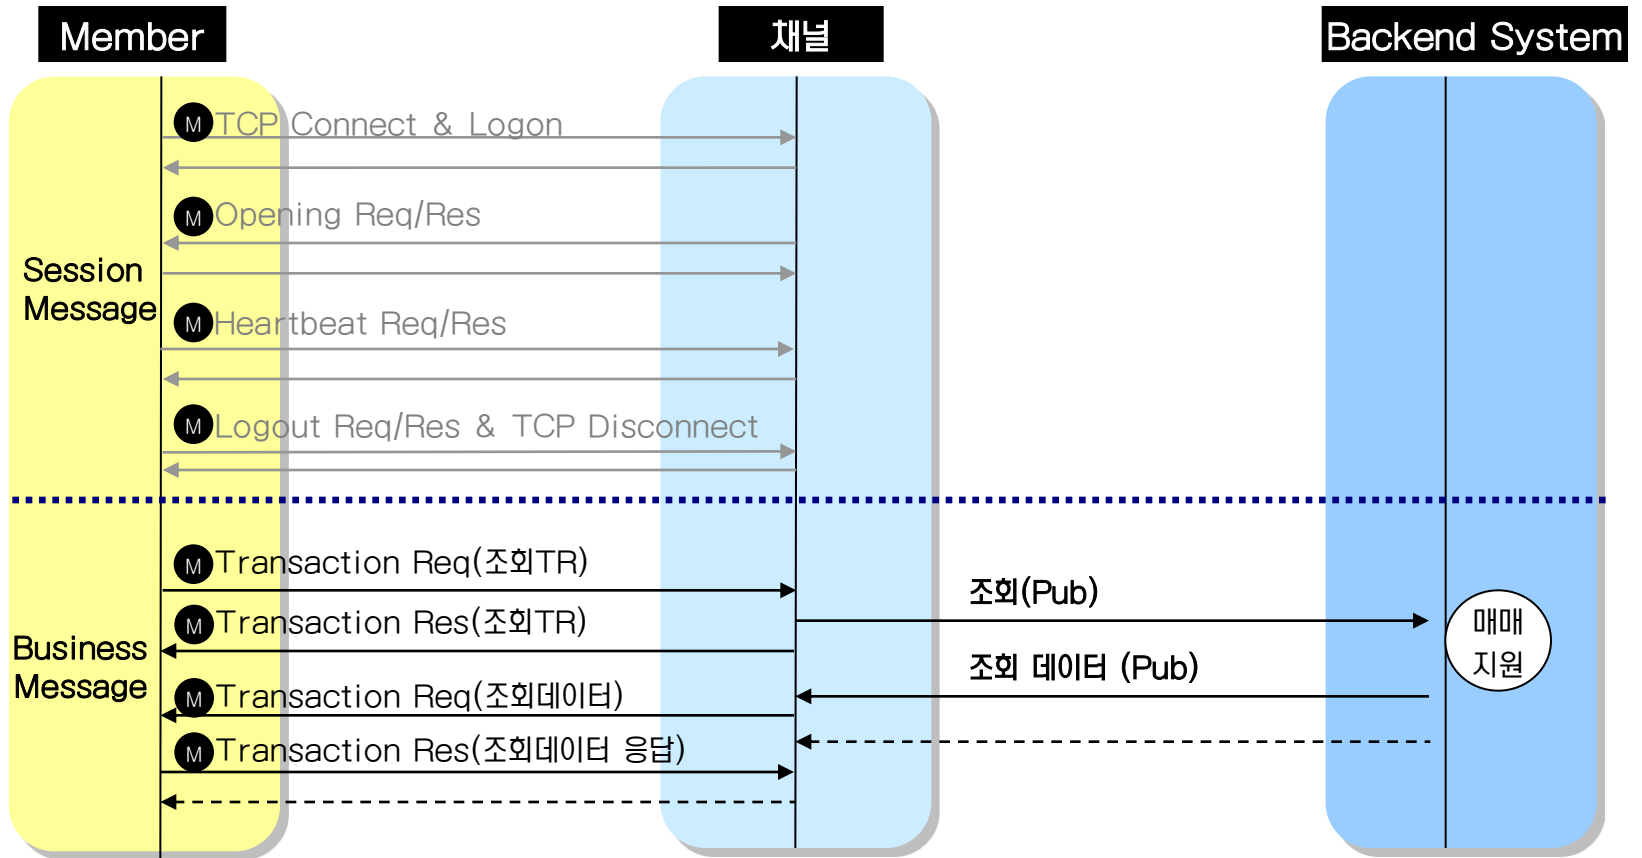 Member
채널
Backend System
M TCP Connect & Logon
M Opening Req/Res
Session
Message
M Heartbeat Req/Res
M Logout Req/Res & TCP Disconnect
M Transaction Req(조회TR)
조회(Pub)
M Transaction Res(조회TR)
매매
지원
Business
Message
조회 데이터 (Pub)
M Transaction Req(조회데이터)
M Transaction Res(조회데이터 응답)